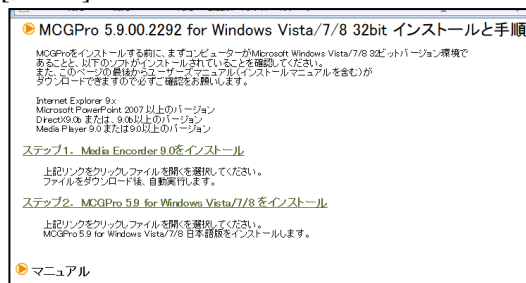 MCGPro 5.9.00.2292 for Windows Vista/7/8 32bit インストールと手順
MCGProをインストールする前に、まずコンピューターがMicrosoft Windows Vista/7/8 32ビットバージョン環境で
あることと、以下のソフトがインストールされていることを確認してください。
また、このページの最後からユーザーズマニュアル(インストールマニュアルを含む)が
ダウンロードできますので必ずご確認をお願いします。
Internet Explorer 9.x
Microsoft PowerPoint 2007 以上のバージョン
DirectX9.0b または、9.0b以上のバージョン
Media Player 9.0 または9.0以上のバージョン
ステップ1. Media Encorder 9.0をインストール
上記リンクをクリックしファイルを開くを選択してください。
ファイルをダウンロード後、自動実行します。
ステップ2. MCGPro 5.9 for Windows Vista/7/8 をインストール
上記リンクをクリックしファイルを開くを選択してください。
MCGPro 5.9 for Windows Vista/7/8 日本語版をインストールします。
マニュアル